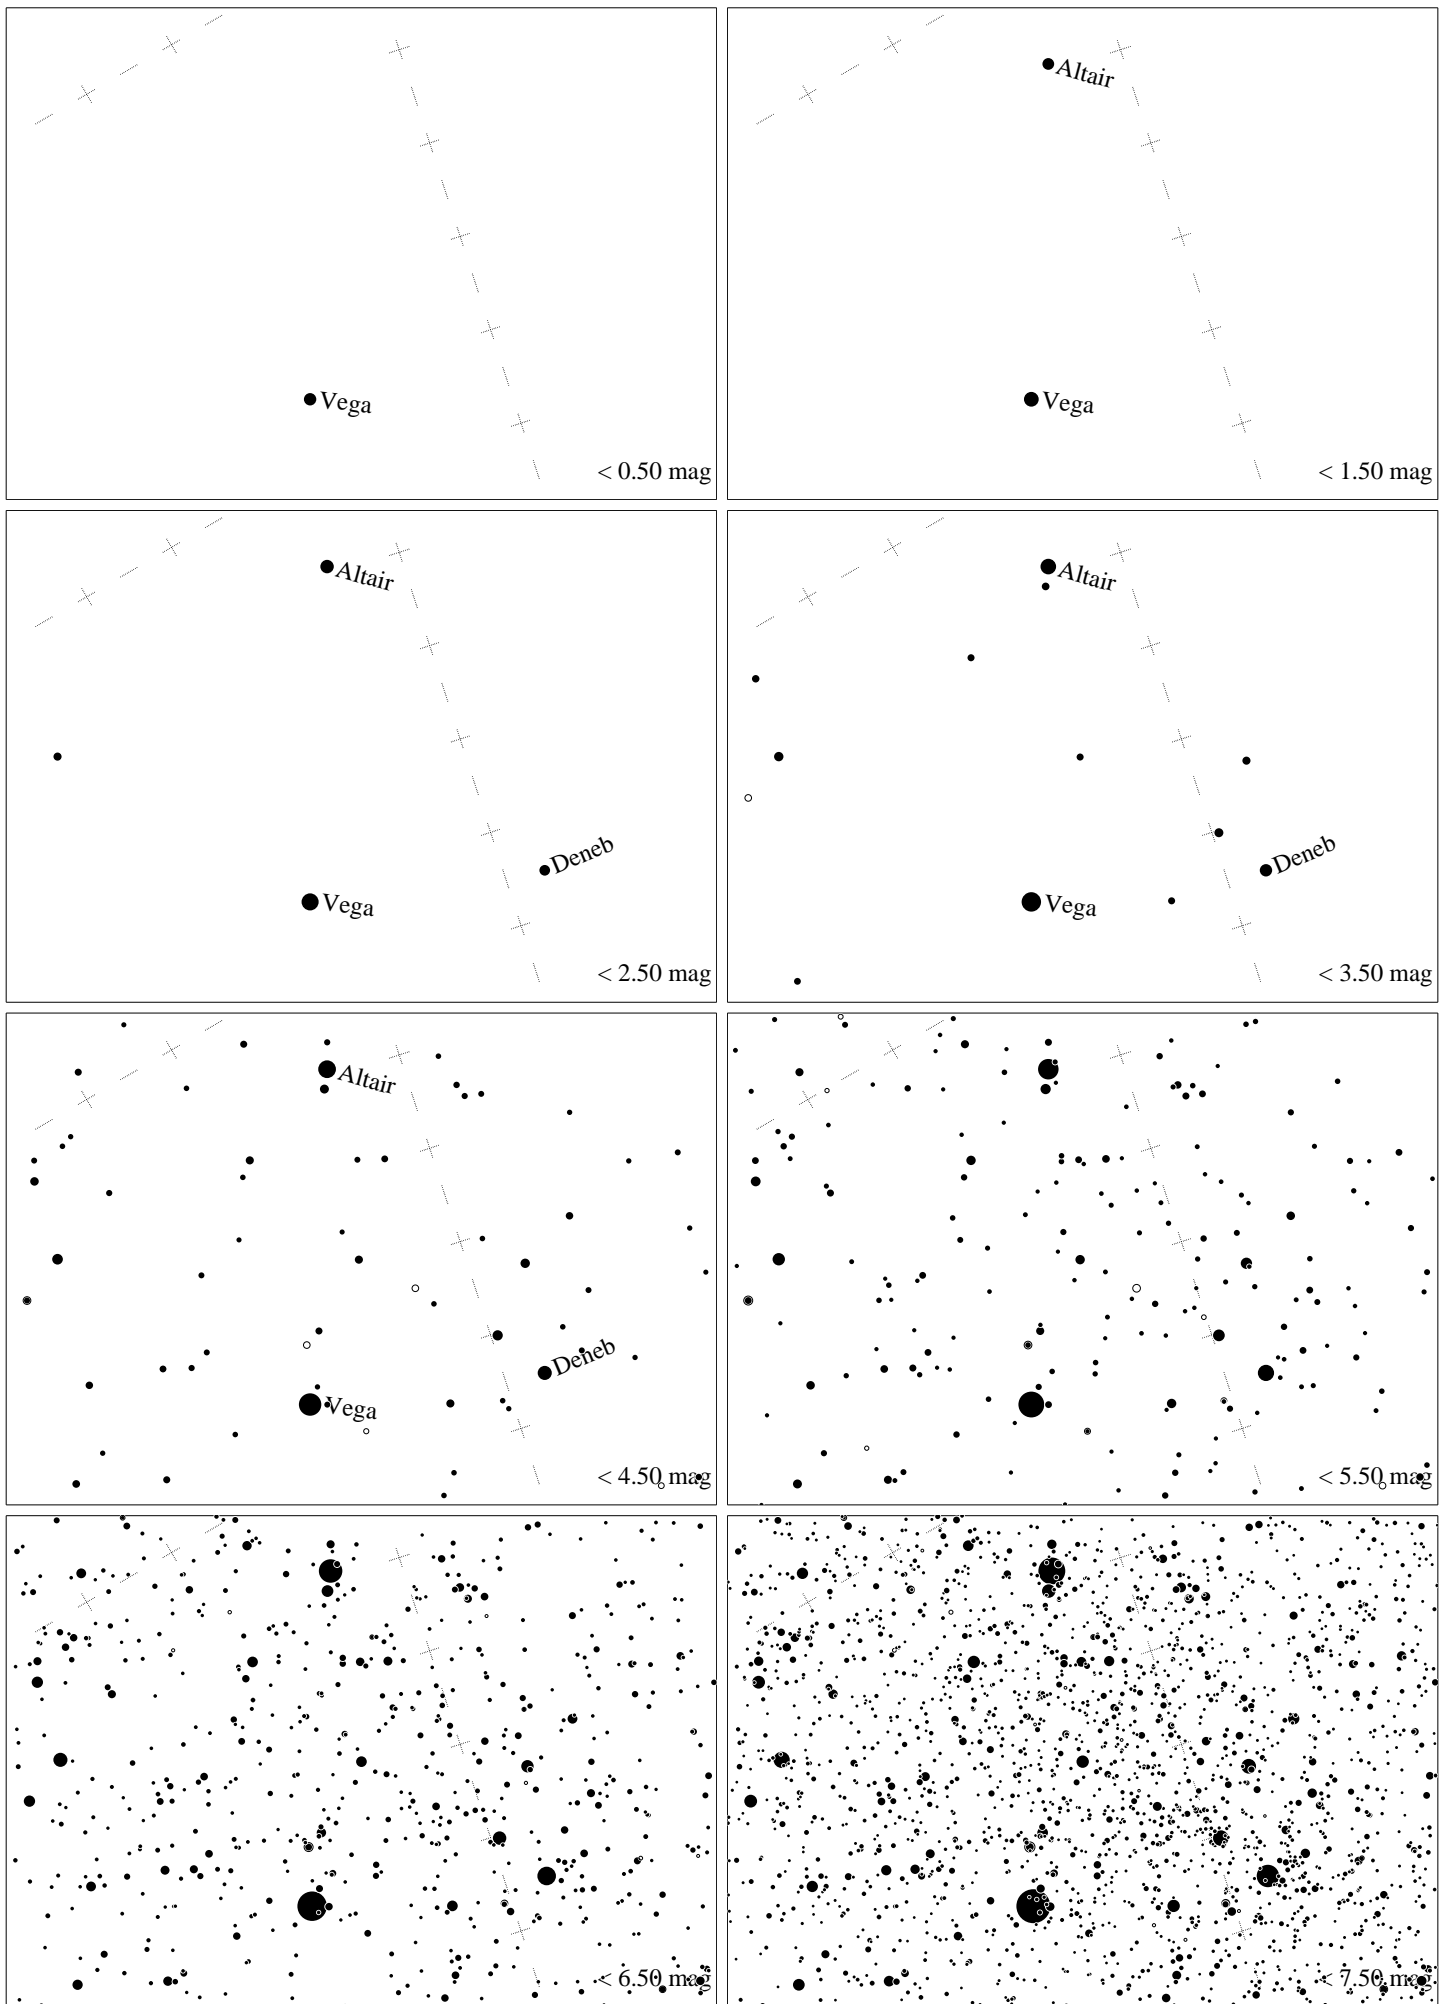 Vega
< 0.50 mag
Altair
Vega
< 1.50 mag
Altair
Deneb
Vega
< 2.50 mag
Altair
Deneb
Vega
< 3.50 mag
Altair
Deneb
Vega
< 4.50 mag
< 5.50 mag
< 6.50 mag
< 7.50 mag